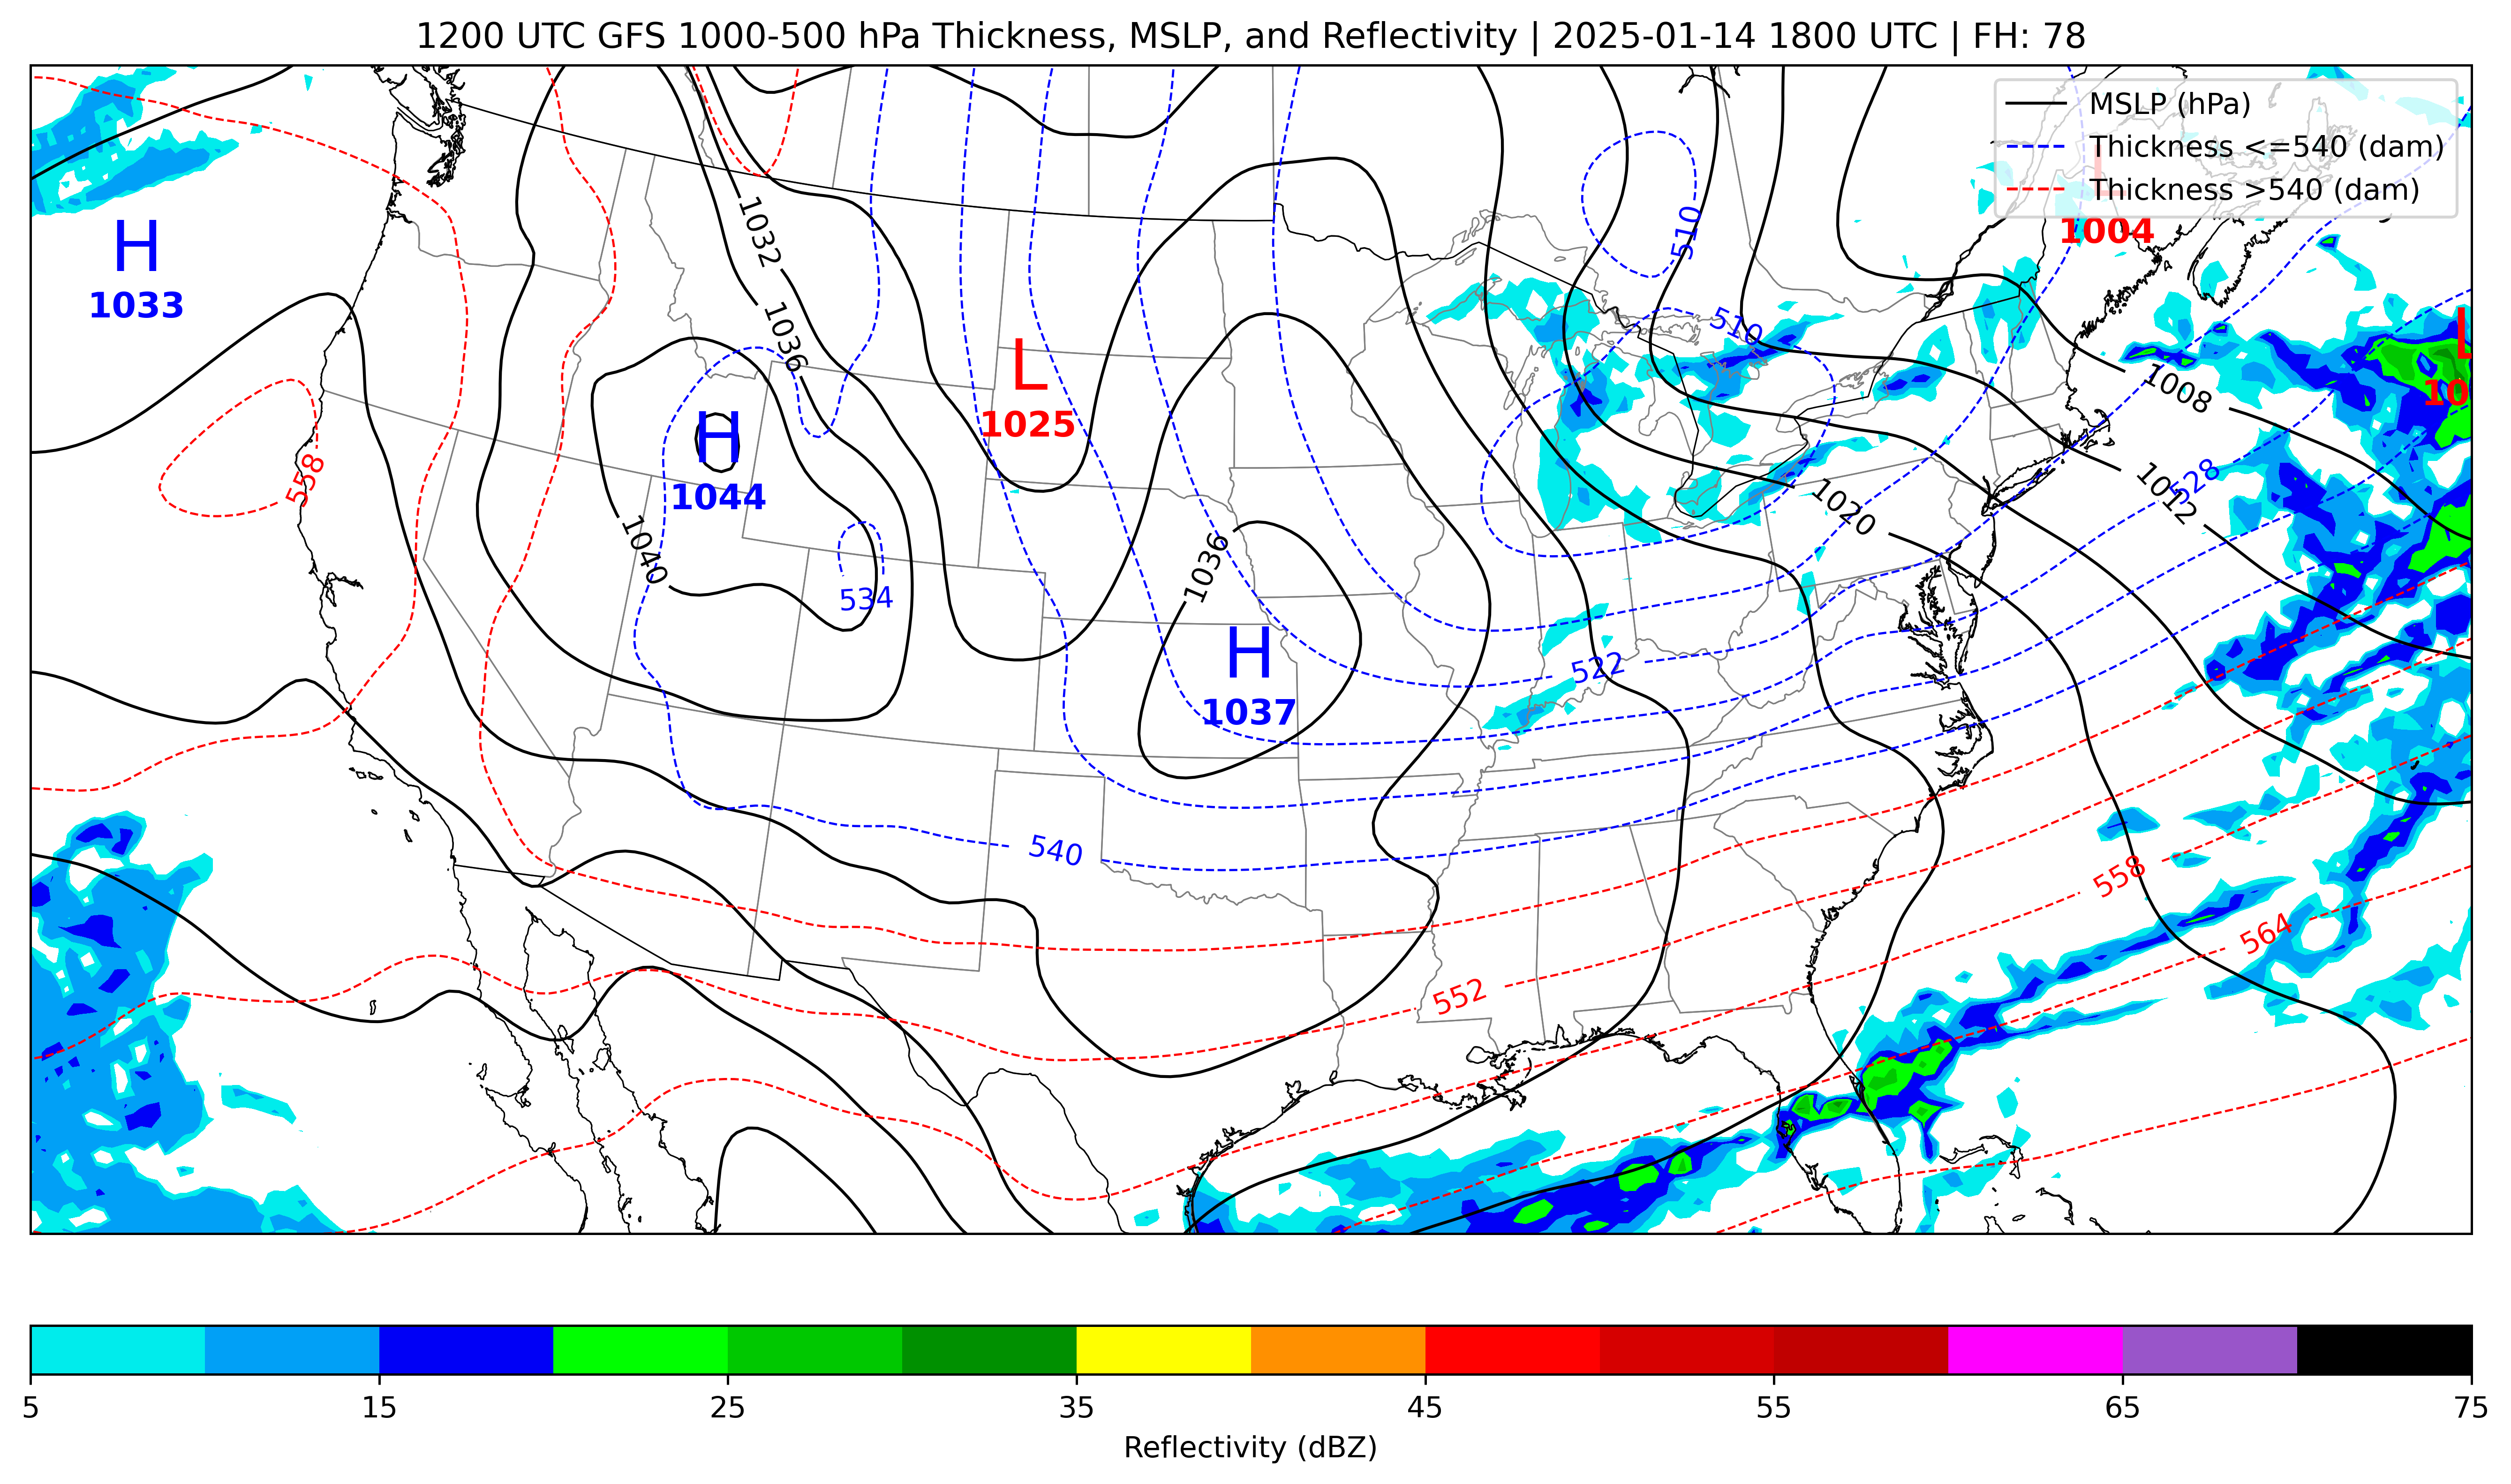 1200 UTC GFS 1000-500 hPa Thickness, MSLP, and Reflectivity | 2025-01-14 1800 UTC | FH: 78
MSLP (hPa)
Thickness <=540 (dam)
Thickness >540 (dam)
L
1004
H
1033
1032
510
1036
510
L
1025
L
10
1008
H
1044
558
528
1012
1020
1040
1036
534
H
1037
522
540
558
564
552
5
15
25
35
45
55
65
75
Reflectivity (dBZ)